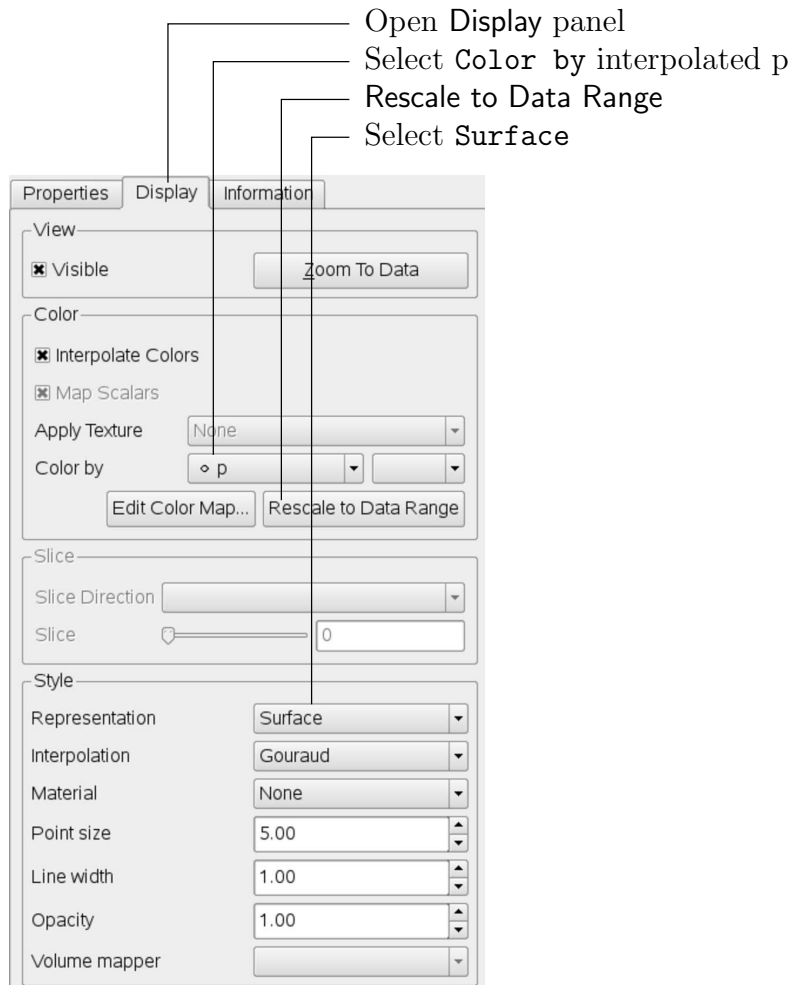 Open Display panel
Select Color by interpolated p
Rescale to Data Range
Select Surface
Properties Display Information
View
Visible Zoom To Data
Color
Interpolate Colors
Map Scalars
Apply Texture None
Color by p
Edit Color Map... Rescale to Data Range
Slice
Slice Direction
Slice 0
Style
Representation Surface
Interpolation Gouraud
Material None
Point size 5.00
Line width 1.00
Opacity 1.00
Volume mapper